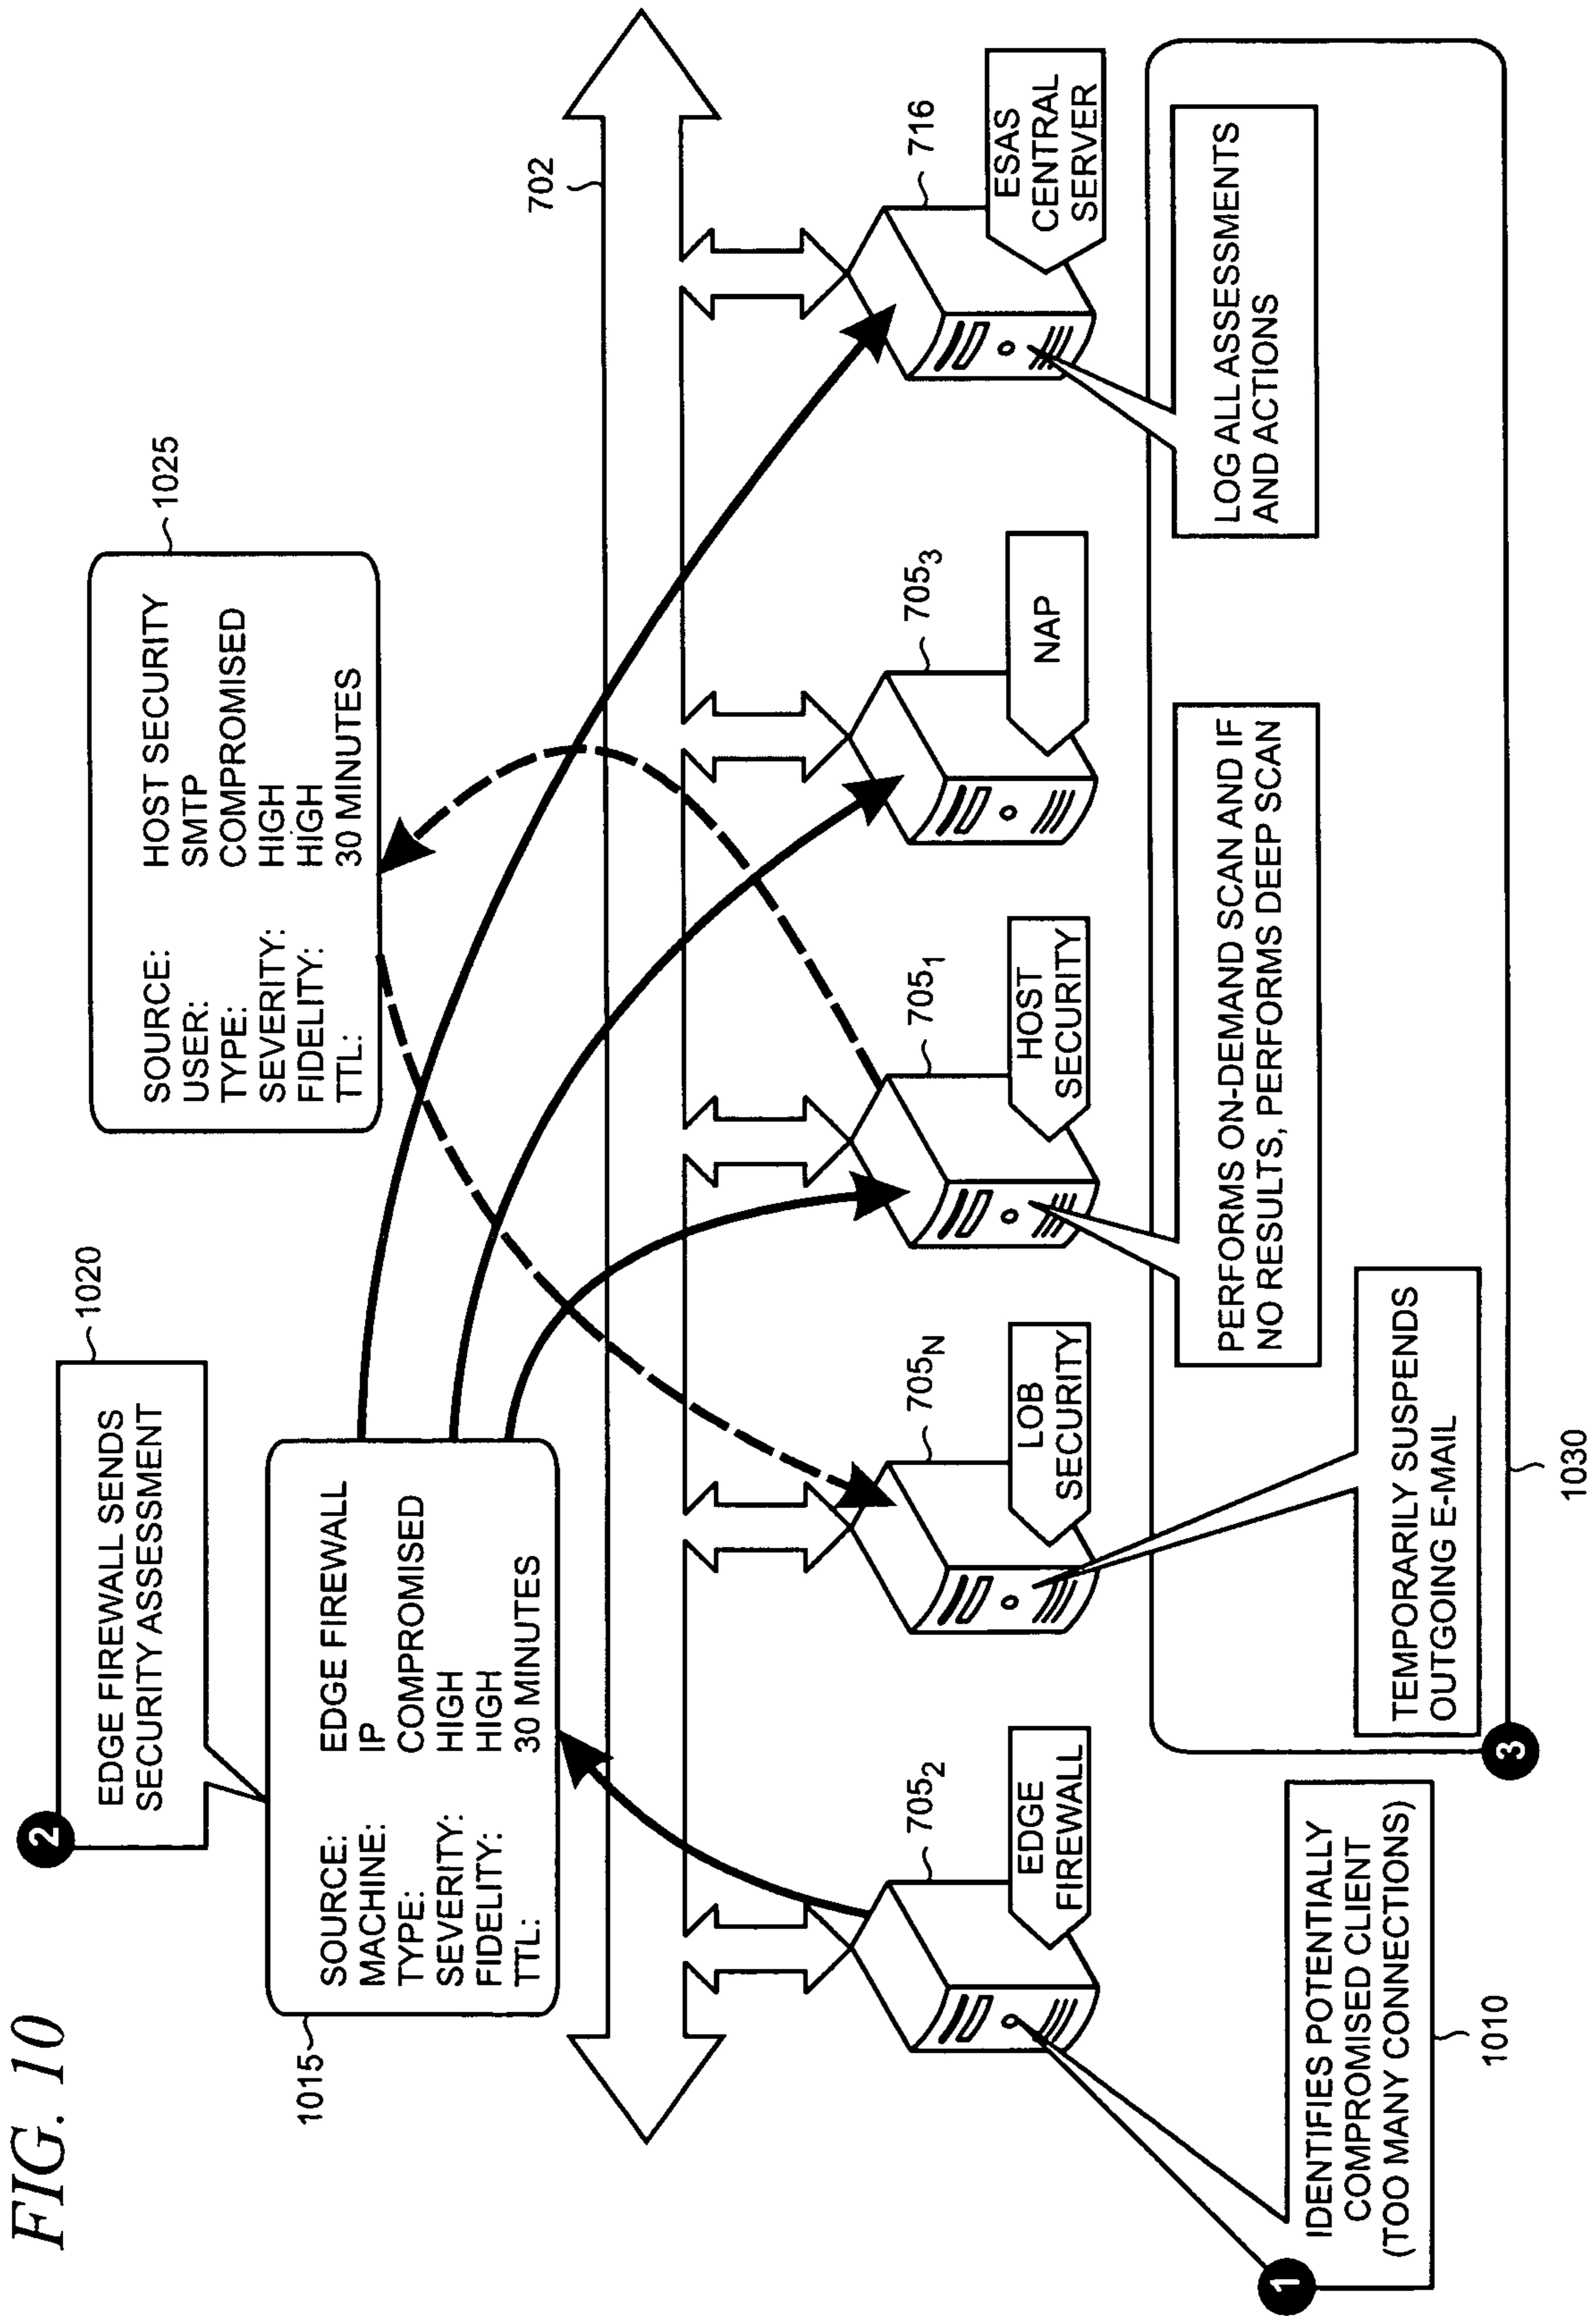 FIG. 10
2
1020
EDGE FIREWALL SENDS
SECURITY ASSESSMENT
1015
SOURCE: EDGE FIREWALL
MACHINE: IP
TYPE: COMPROMISED
SEVERITY: HIGH
FIDELITY: HIGH
TTL: 30 MINUTES
1025
SOURCE: HOST SECURITY
USER: SMTP
TYPE: COMPROMISED
SEVERITY: HIGH
FIDELITY: HIGH
TTL: 30 MINUTES
702
705₂
EDGE
FIREWALL
705N
LOB
SECURITY
705₁
HOST
SECURITY
705₃
NAP
716
ESAS
CENTRAL
SERVER
1
IDENTIFIES POTENTIALLY
COMPROMISED CLIENT
(TOO MANY CONNECTIONS)
1010
3
TEMPORARILY SUSPENDS
OUTGOING E-MAIL
PERFORMS ON-DEMAND SCAN AND IF
NO RESULTS, PERFORMS DEEP SCAN
LOG ALL ASSESSMENTS
AND ACTIONS
1030